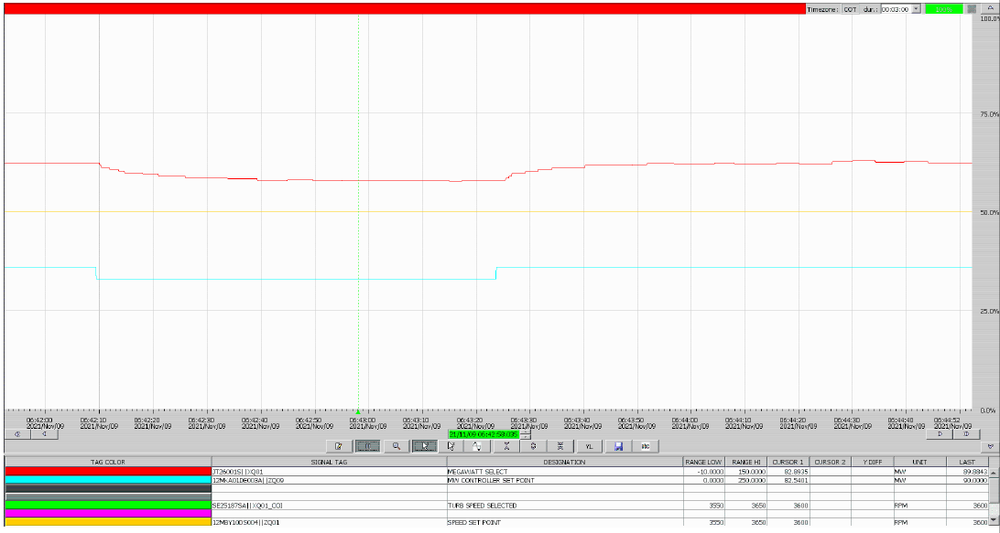 Timezone: COT dur.: 00:03:00 100%
100.0%
75.0%
50.0%
25.0%
0.0%
06:42:00 06:42:10 06:42:20 06:42:30 06:42:40 06:42:50 06:43:00 06:43:10 06:43:20 06:43:30 06:43:40 06:43:50 06:44:00 06:44:10 06:44:20 06:44:30 06:44:40 06:44:52
2021/Nov/09 2021/Nov/09 2021/Nov/09 2021/Nov/09 2021/Nov/09 2021/Nov/09 2021/Nov/09 2021/Nov/09 2021/Nov/09 2021/Nov/09 2021/Nov/09 2021/Nov/09 2021/Nov/09 2021/Nov/09 2021/Nov/09 2021/Nov/09 2021/Nov/09 2021/Nov/09
21/11/09 06:42:58.035
YL abc
TAG COLOR SIGNAL TAG DESIGNATION RANGE LOW RANGE HI CURSOR 1 CURSOR 2 Y DIFF UNIT LAST
JT26001S||XQ01 MEGAWATT SELECT -10.0000 150.0000 82.8935 MW 89.8843
12MKA01DE003A||ZQ09 MW CONTROLLER SET POINT 0.0000 250.0000 82.5401 MW 90.0000
SE25187SA||XQ01_COI TURB SPEED SELECTED 3550 3650 3600 RPM 3600
12MBY10DS004||ZQ01 SPEED SET POINT 3550 3650 3600 RPM 3600